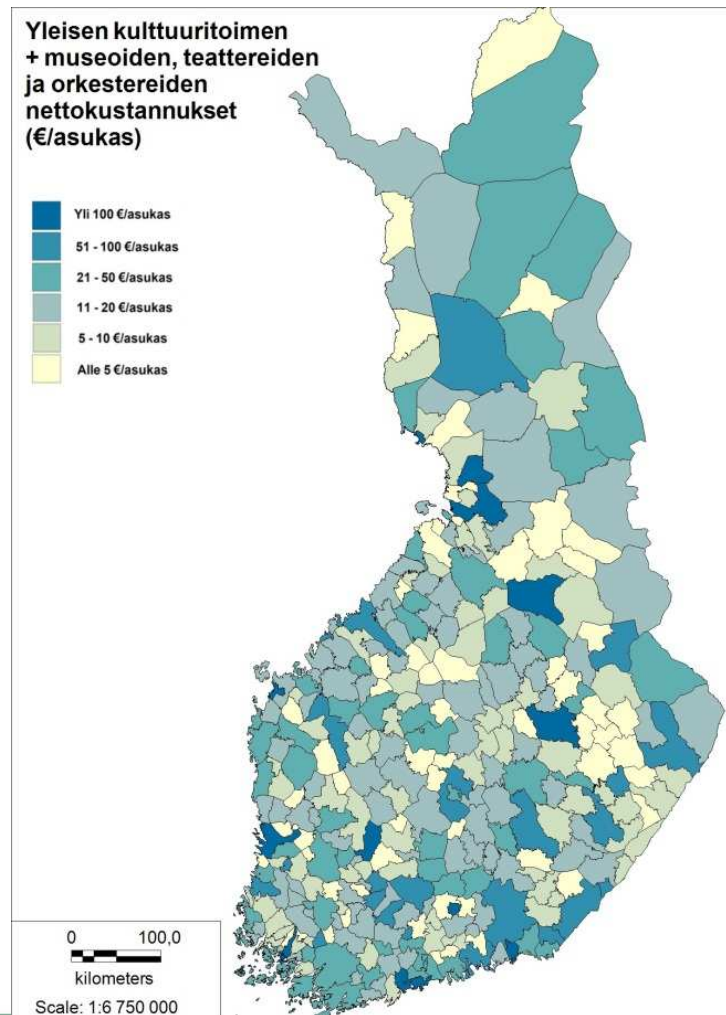 Yleisen kulttuuritoimen
+ museoiden, teattereiden
ja orkestereiden
nettokustannukset
(€/asukas)
Yli 100 €/asukas
51 - 100 €/asukas
21 - 50 €/asukas
11 - 20 €/asukas
5 - 10 €/asukas
Alle 5 €/asukas
0 100,0
kilometers
Scale: 1:6 750 000